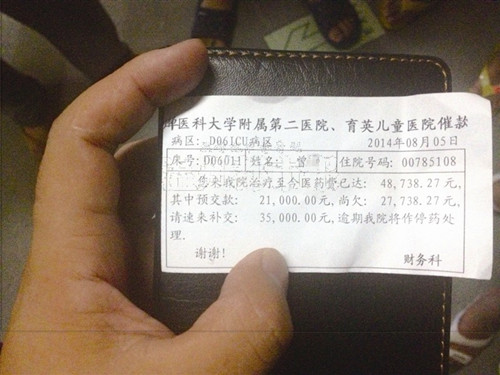 医科大学附属第二医院、育英儿童医院催款
病区: D06ICU病区 2014年08月05日
床号: D06011 姓名: 曾 住院号码: 00785108
您来我院治疗至今医药费已达: 48,738.27元,
其中预交款: 21,000.00元, 尚欠: 27,738.27元,
请速来补交: 35,000.00元, 逾期我院将作停药处
理.
谢谢! 财务科